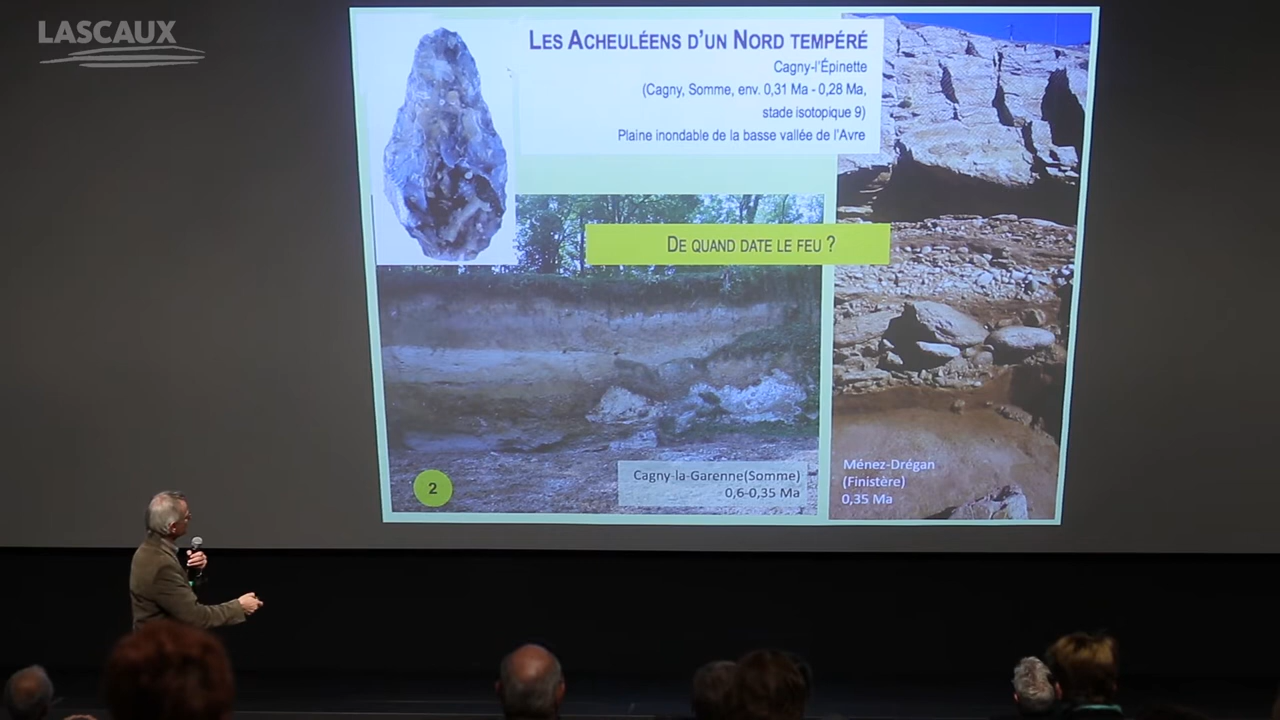 LASCAUX
LES ACHEULÉENS D'UN NORD TEMPÉRÉ
Cagny-l'Épinette
(Cagny, Somme, env. 0,31 Ma - 0,28 Ma,
stade isotopique 9)
Plaine inondable de la basse vallée de l'Avre
DE QUAND DATE LE FEU ?
Cagny-la-Garenne(Somme)
0,6-0,35 Ma
2
Ménez-Drégan
(Finistère)
0,35 Ma